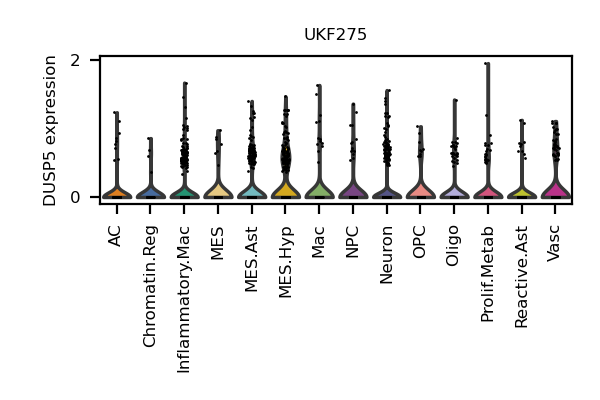 UKF275
DUSP5 expression
2
0
AC
Chromatin.Reg
Inflammatory.Mac
MES
MES.Ast
MES.Hyp
Mac
NPC
Neuron
OPC
Oligo
Prolif.Metab
Reactive.Ast
Vasc